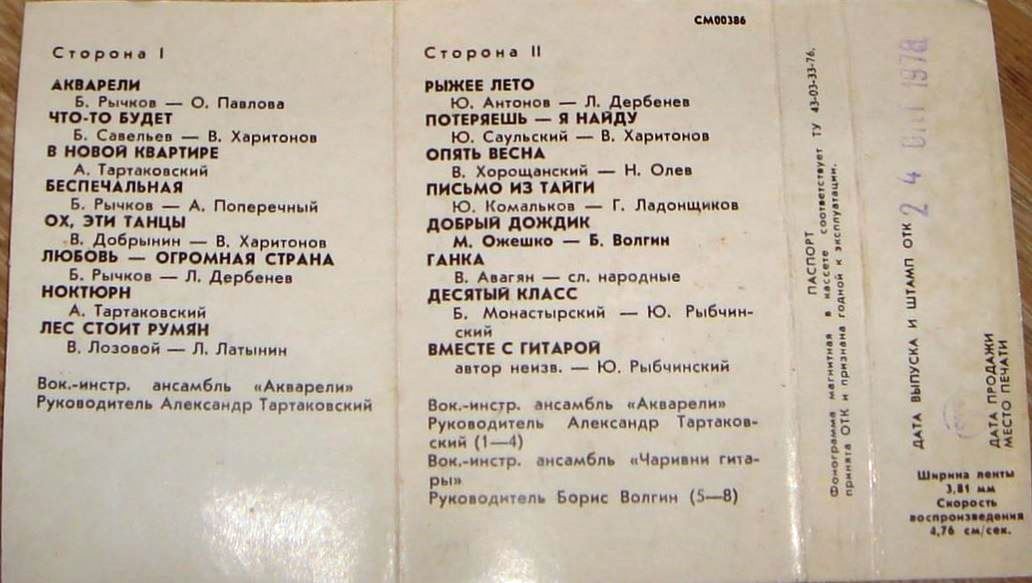 СМ00386
Сторона I
АКВАРЕЛИ
Б. Рычков — О. Павлова
ЧТО-ТО БУДЕТ
Б. Савельев — В. Харитонов
В НОВОЙ КВАРТИРЕ
А. Тартаковский
БЕСПЕЧАЛЬНАЯ
Б. Рычков — А. Поперечный
ОХ, ЭТИ ТАНЦЫ
В. Добрынин — В. Харитонов
ЛЮБОВЬ — ОГРОМНАЯ СТРАНА
Б. Рычков — Л. Дербенев
НОКТЮРН
А. Тартаковский
ЛЕС СТОИТ РУМЯН
В. Лозовой — Л. Латынин
Вок.-инстр. ансамбль «Акварели»
Руководитель Александр Тартаковский
Сторона II
РЫЖЕЕ ЛЕТО
Ю. Антонов — Л. Дербенев
ПОТЕРЯЕШЬ — Я НАЙДУ
Ю. Саульский — В. Харитонов
ОПЯТЬ ВЕСНА
В. Хорощанский — Н. Олев
ПИСЬМО ИЗ ТАЙГИ
Ю. Комальков — Г. Ладонщиков
ДОБРЫЙ ДОЖДИК
М. Ожешко — Б. Волгин
ГАНКА
В. Авагян — сл. народные
ДЕСЯТЫЙ КЛАСС
Б. Монастырский — Ю. Рыбчин-
ский
ВМЕСТЕ С ГИТАРОЙ
автор неизв. — Ю. Рыбчинский
Вок.-инстр. ансамбль «Акварели»
Руководитель Александр Тартаков-
ский (1—4)
Вок.-инстр. ансамбль «Чаривни гита-
ры»
Руководитель Борис Волгин (5—8)
ПАСПОРТ
Фонограмма магнитная в кассете соответствует ТУ 43-03-33-76,
принята ОТК и признана годной к эксплуатации.
ДАТА ВЫПУСКА И ШТАМП ОТК 2 4 1978
ДАТА ПРОДАЖИ
МЕСТО ПЕЧАТИ
Ширина ленты
3,81 мм
Скорость
воспроизведения
4,76 см/сек.